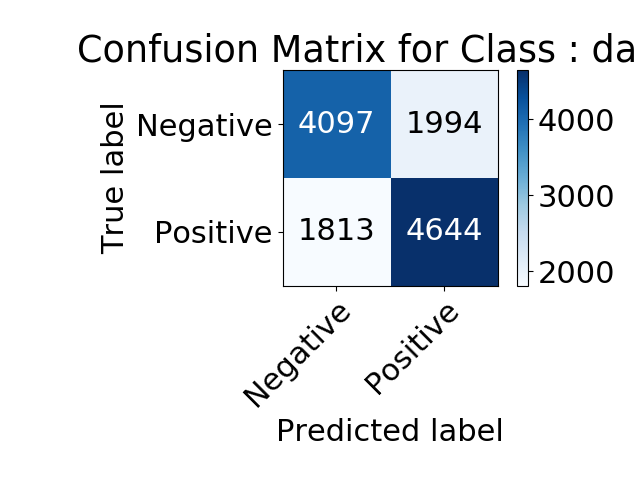 Confusion Matrix for Class : da
True label
Negative 4097 1994
Positive 1813 4644
4000
3000
2000
Negative Positive
Predicted label